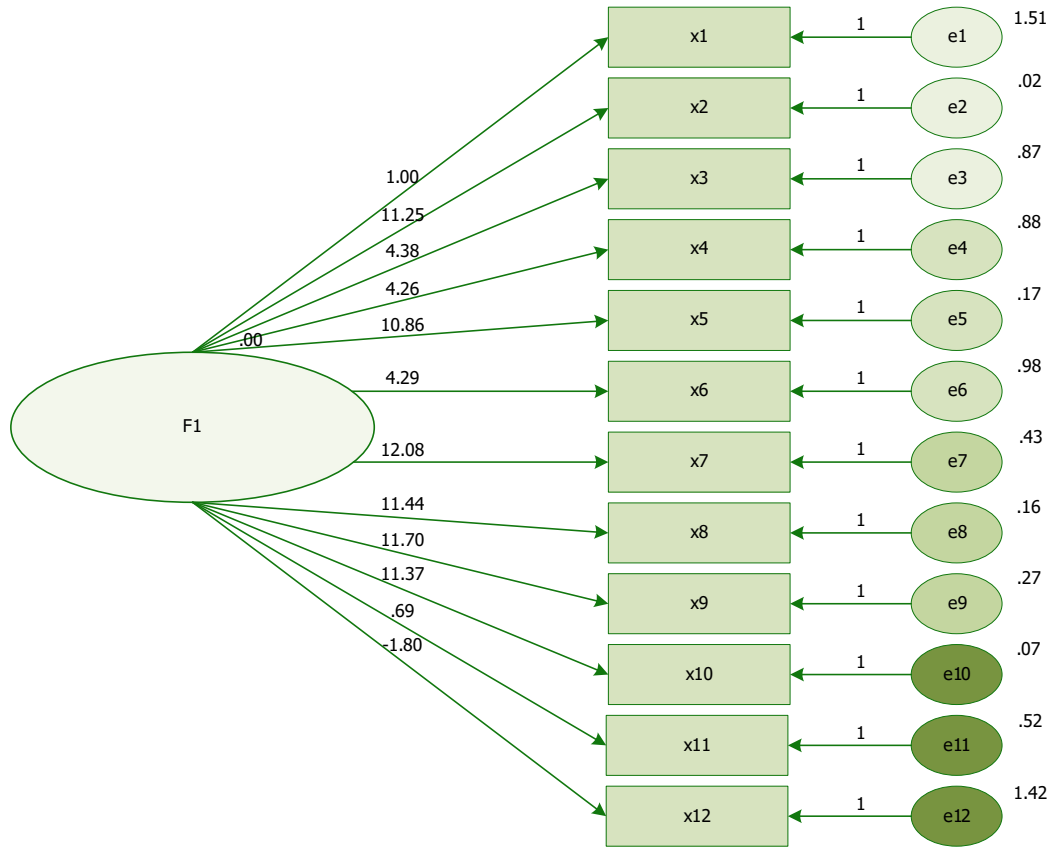 x1 1 e1 1.51
x2 1 e2 .02
1.00 x3 1 e3 .87
11.25
4.38 x4 1 e4 .88
4.26
10.86 x5 1 e5 .17
.00
4.29 x6 1 e6 .98
F1
12.08 x7 1 e7 .43
11.44 x8 1 e8 .16
11.70
11.37 x9 1 e9 .27
.69
-1.80 x10 1 e10 .07
x11 1 e11 .52
x12 1 e12 1.42